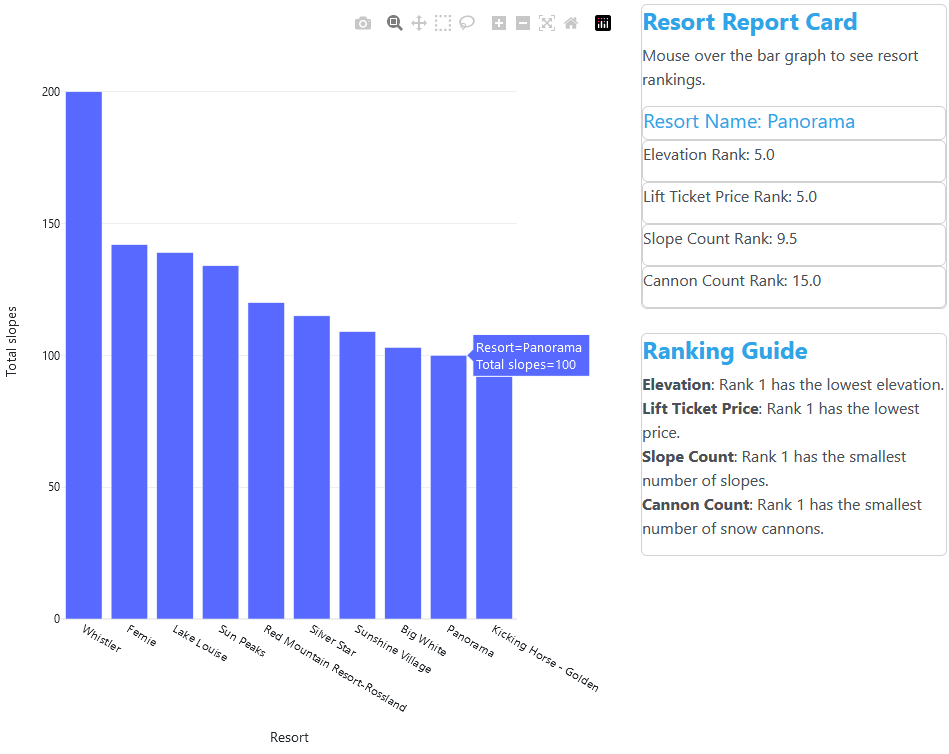 Resort Report Card
Mouse over the bar graph to see resort
rankings.
Resort Name: Panorama
Elevation Rank: 5.0
Lift Ticket Price Rank: 5.0
Slope Count Rank: 9.5
Cannon Count Rank: 15.0
Ranking Guide
Elevation: Rank 1 has the lowest elevation.
Lift Ticket Price: Rank 1 has the lowest
price.
Slope Count: Rank 1 has the smallest
number of slopes.
Cannon Count: Rank 1 has the smallest
number of snow cannons.
Total slopes
200
150
100
50
0
Resort=Panorama
Total slopes=100
Whistler
Fernie
Lake Louise
Sun Peaks
Red Mountain Resort-Rossland
Silver Star
Sunshine Village
Big White
Panorama
Kicking Horse - Golden
Resort